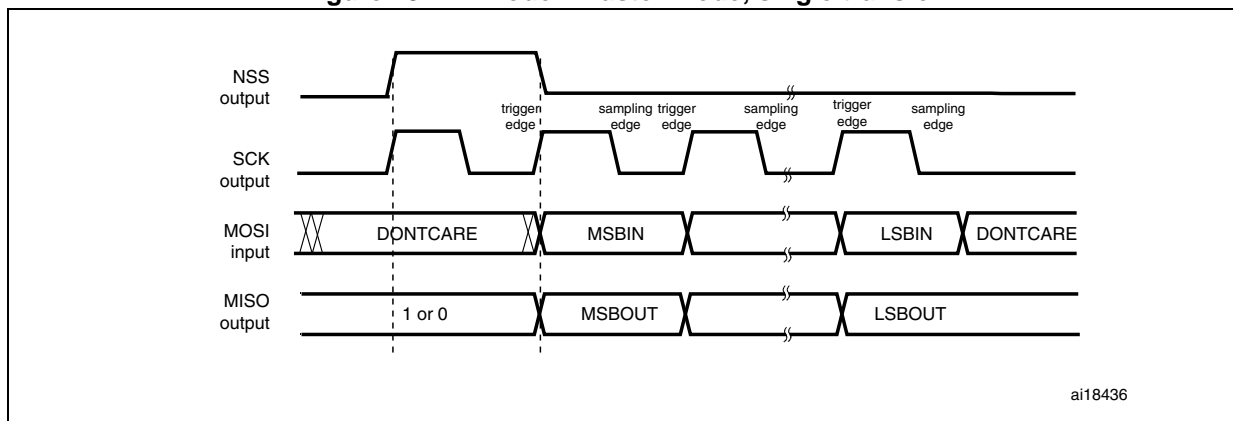 NSS
output
trigger
edge
sampling
edge
trigger
edge
sampling
edge
trigger
edge
sampling
edge
SCK
output
MOSI
input
DONTCARE
MSBIN
LSBIN
DONTCARE
MISO
output
1 or 0
MSBOUT
LSBOUT
ai18436